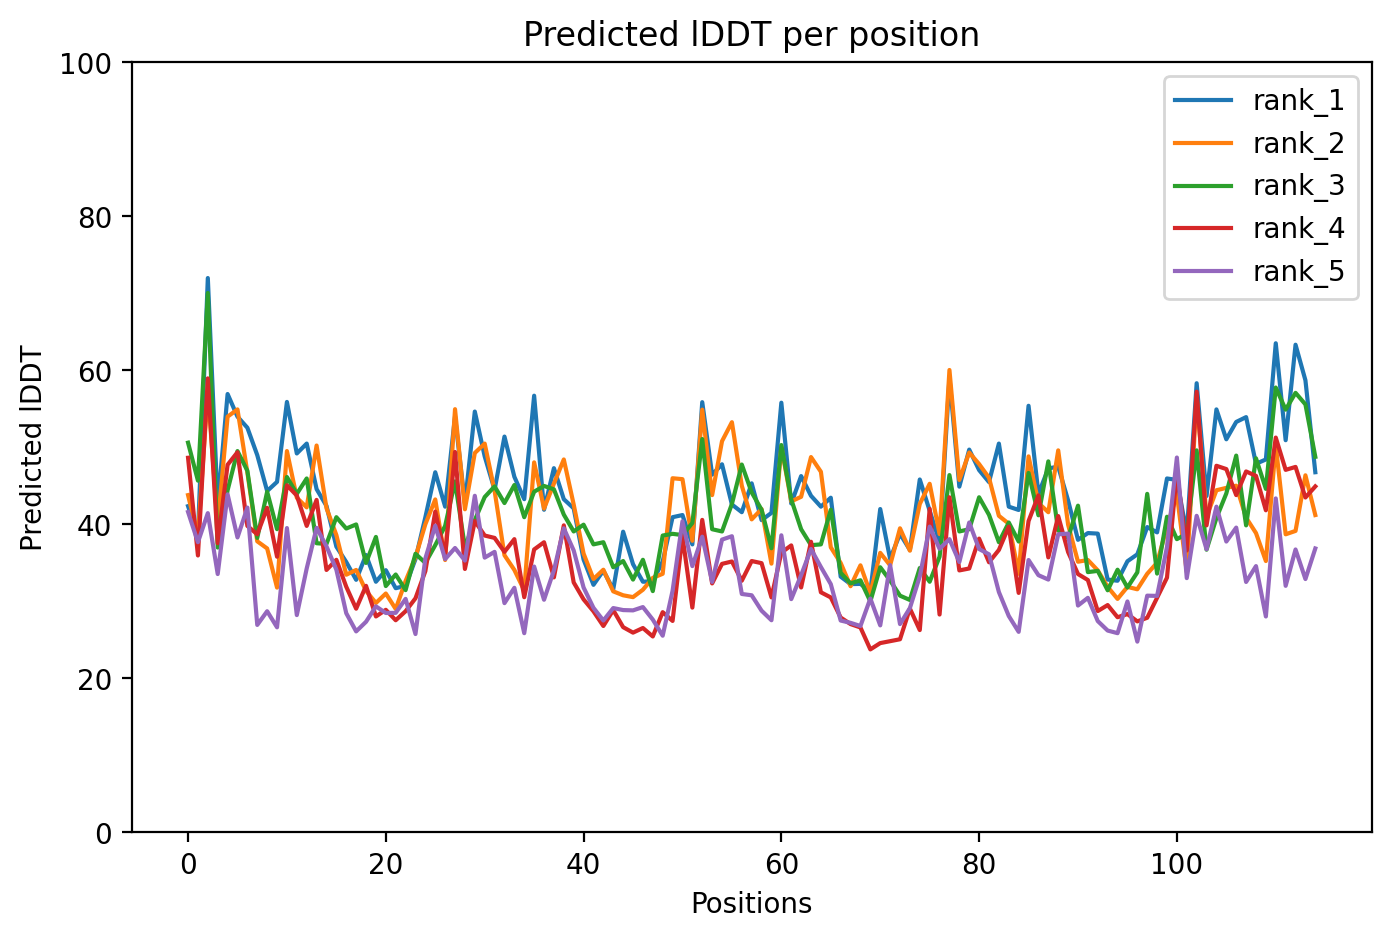 Predicted lDDT per position
100
80
60
40
20
0
Predicted lDDT
0 20 40 60 80 100
Positions
rank_1
rank_2
rank_3
rank_4
rank_5